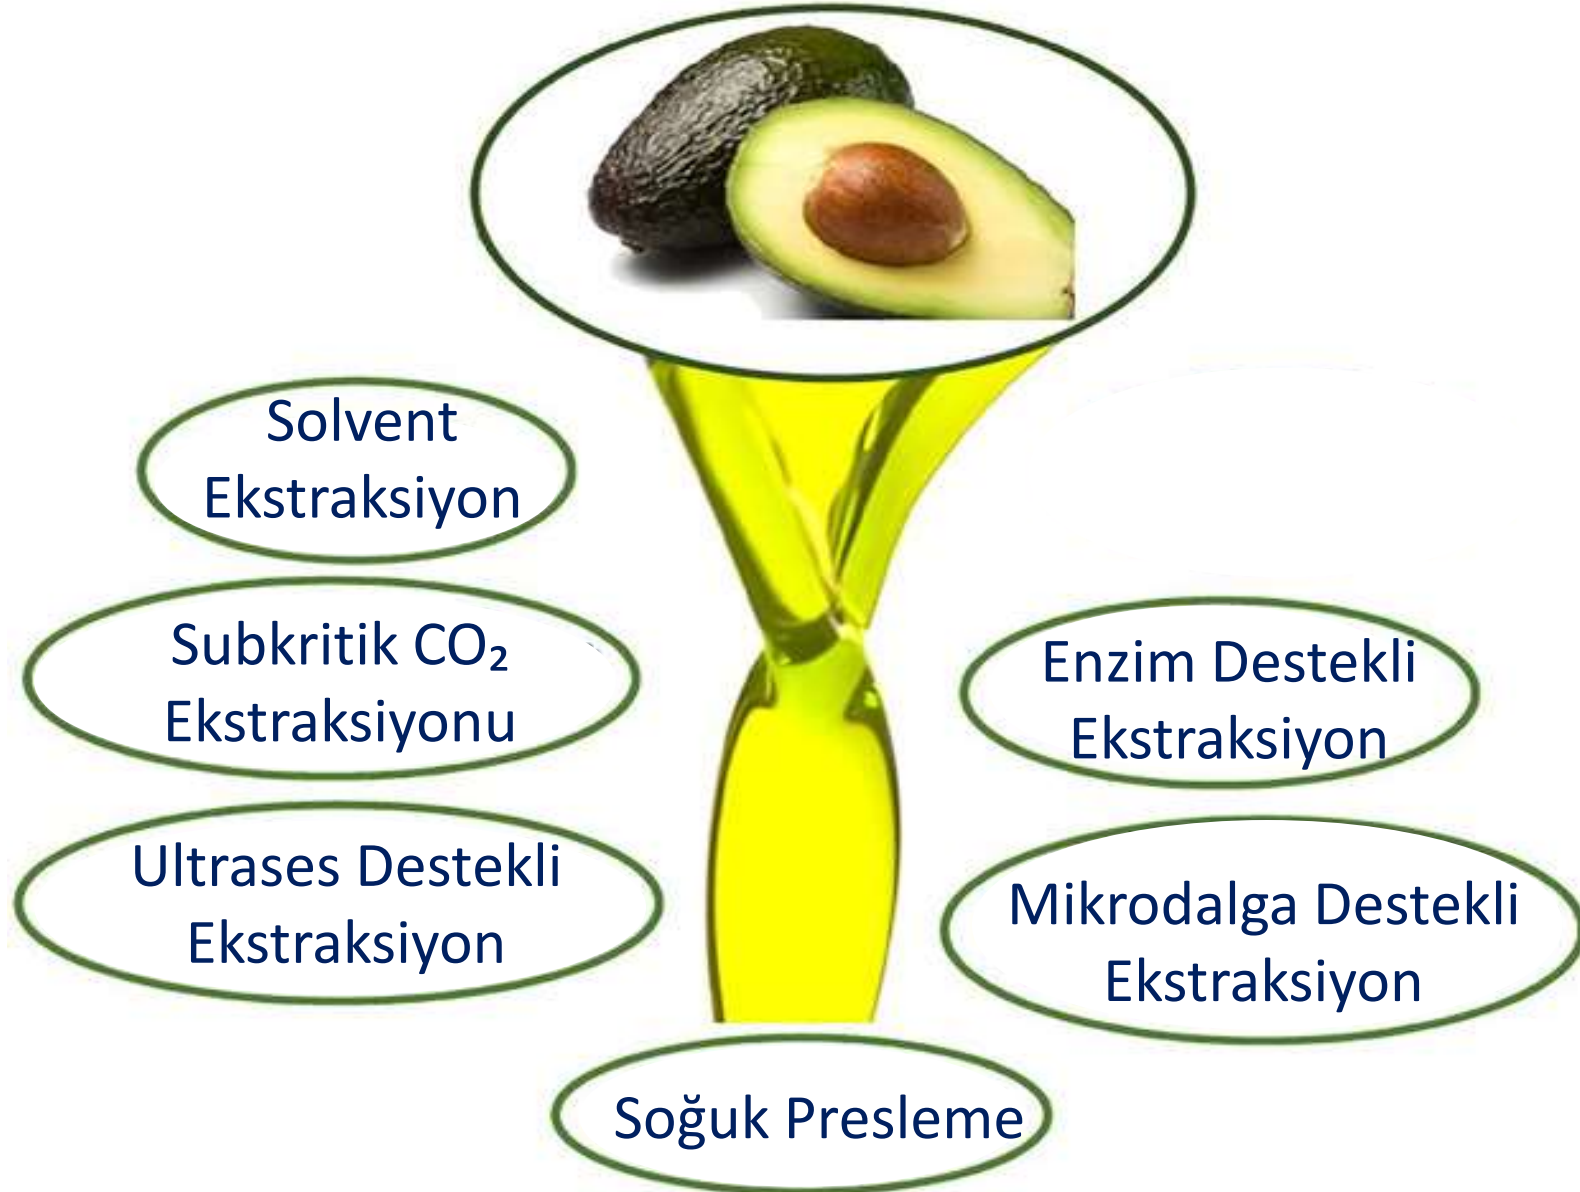 Solvent
Ekstraksiyon
Subkritik CO₂
Ekstraksiyonu
Ultrases Destekli
Ekstraksiyon
Enzim Destekli
Ekstraksiyon
Mikrodalga Destekli
Ekstraksiyon
Soğuk Presleme